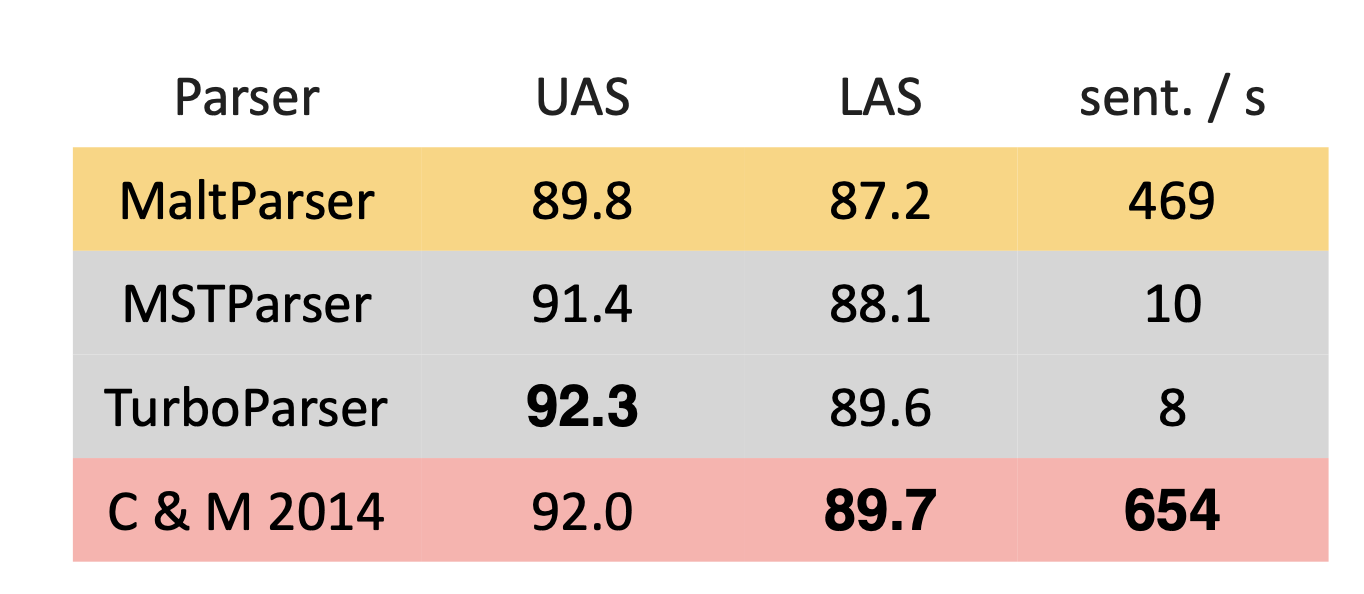 Parser UAS LAS sent. / s
MaltParser 89.8 87.2 469
MSTParser 91.4 88.1 10
TurboParser 92.3 89.6 8
C & M 2014 92.0 89.7 654